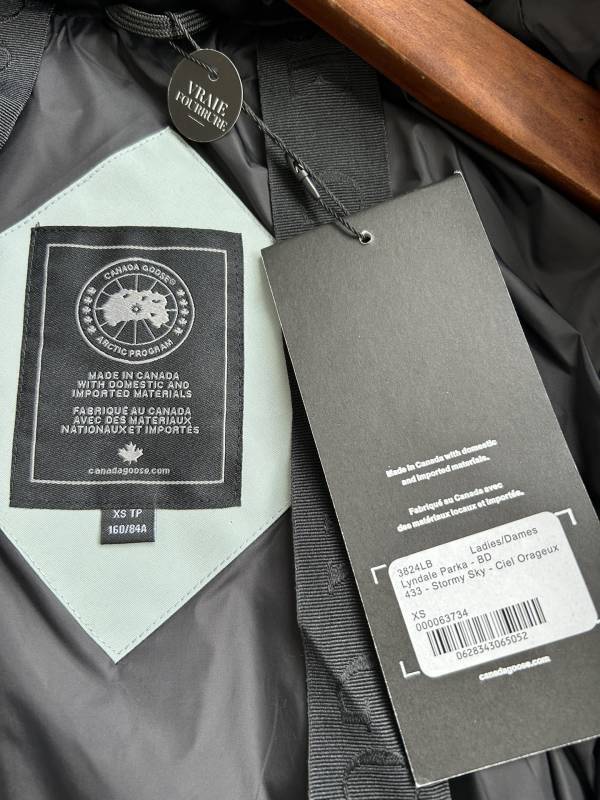 VRAIE
FOURRURE
CANADA GOOSE®
ARCTIC PROGRAM
MADE IN CANADA
WITH DOMESTIC AND
IMPORTED MATERIALS
FABRIQUÉ AU CANADA
AVEC DES MATERIAUX
NATIONAUX ET IMPORTÉS
canadagoose.com
XS TP
160/84A
Made in Canada with domestic
and imported materials.
Fabriqué au Canada avec
des matériaux locaux et importés.
3824LB Ladies/Dames
Lyndale Parka - BD
433 - Stormy Sky - Ciel Orageux
XS
000063734
0628343065052
canadagoose.com